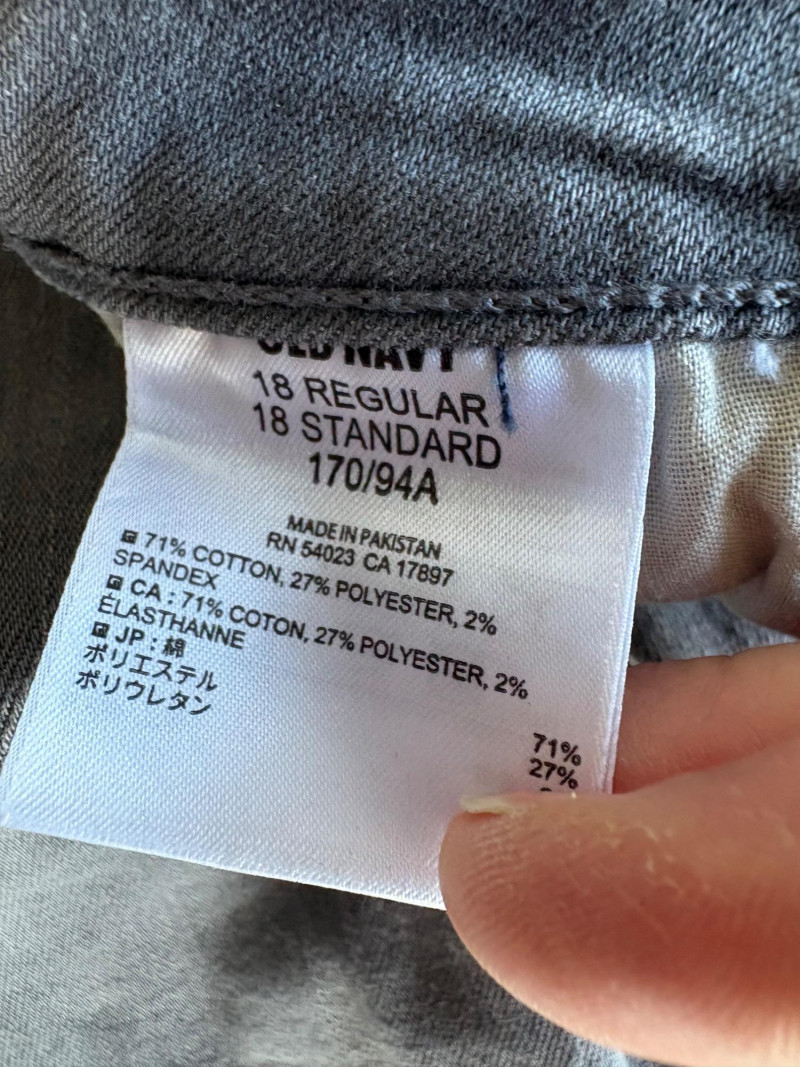 OLD NAVY
18 REGULAR
18 STANDARD
170/94A
MADE IN PAKISTAN
RN 54023 CA 17897
71% COTTON, 27% POLYESTER, 2%
SPANDEX
CA : 71% COTON, 27% POLYESTER, 2%
ÉLASTHANNE
JP : 綿
ポリエステル
ポリウレタン
71%
27%